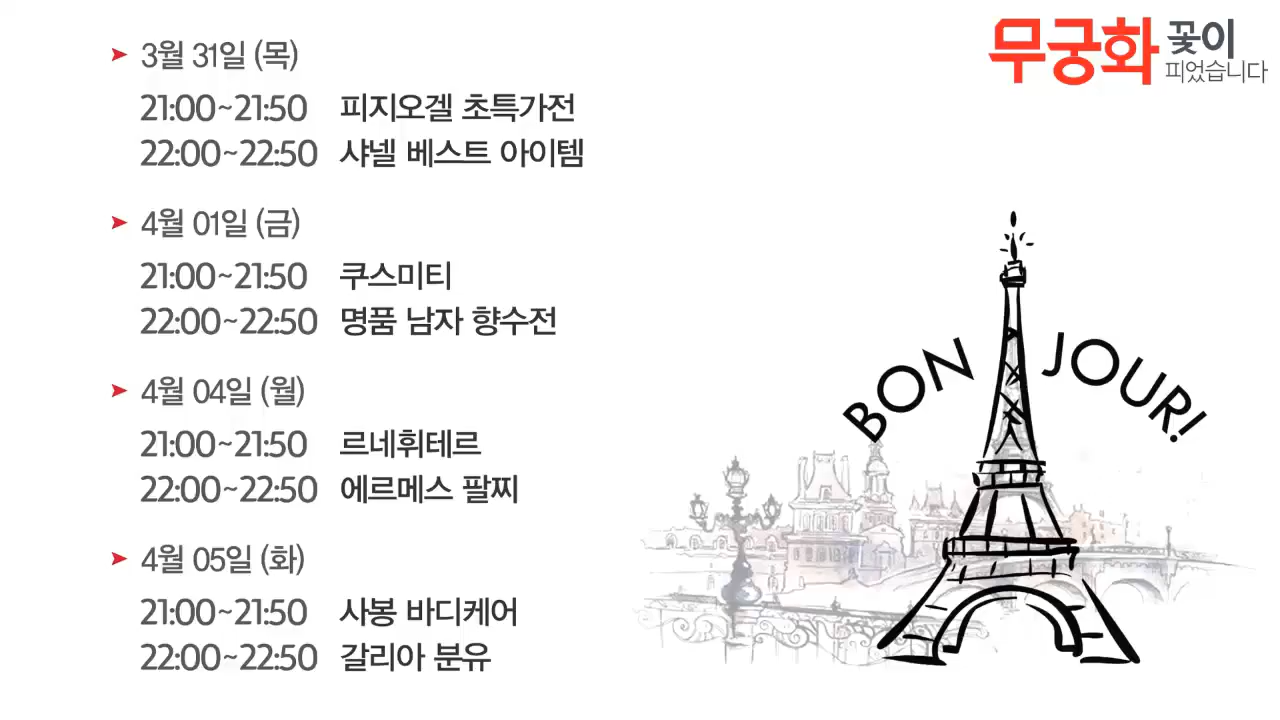 무궁화 꽃이
피었습니다
3월 31일 (목)
21:00~21:50 피지오겔 초특가전
22:00~22:50 샤넬 베스트 아이템
4월 01일 (금)
21:00~21:50 쿠스미티
22:00~22:50 명품 남자 향수전
4월 04일 (월)
21:00~21:50 르네휘테르
22:00~22:50 에르메스 팔찌
4월 05일 (화)
21:00~21:50 사봉 바디케어
22:00~22:50 갈리아 분유
BON JOUR!